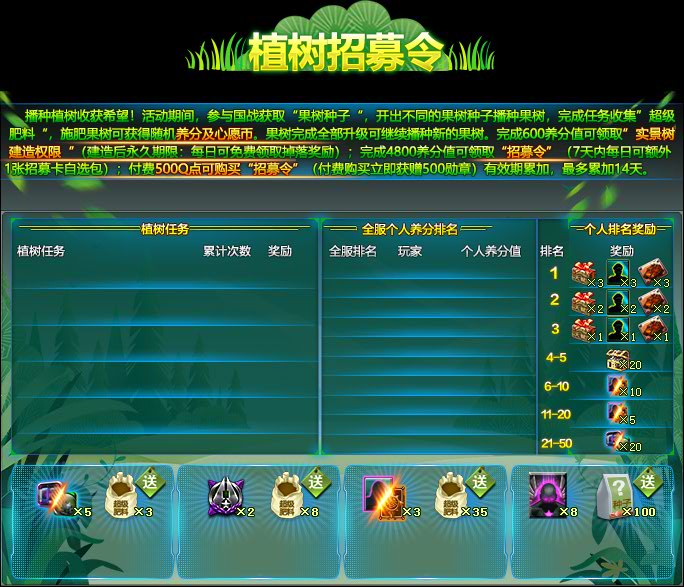 植树招募令
播种植树收获希望！活动期间，参与国战获取“果树种子 “，开出不同的果树种子播种果树，完成任务收集”超级
肥料 “，施肥果树可获得随机养分及心愿币。果树完成全部升级可继续播种新的果树。完成600养分值可领取” 实景树
建造权限 ”（建造后永久期限：每日可免费领取掉落奖励）；完成4800养分值可领取 “招募令” （7天内每日可额外
1张招募卡自选包）；付费500Q点可购买 “招募令” （付费购买立即获赠500勋章）有效期累加，最多累加14天。
植树任务
植树任务 累计次数 奖励
全服个人养分排名
全服排名 玩家 个人养分值
个人排名奖励
排名 奖励
1 ×3 ×3 ×3
2 ×2 ×2 ×2
3 ×1 ×1 ×1
4-5 ×20
6-10 ×10
11-20 ×5
21-50 ×20
×5 超级肥料 ×3 送
×2 超级肥料 ×8 送
×3 超级肥料 ×35 送
×8 ? ×100 送